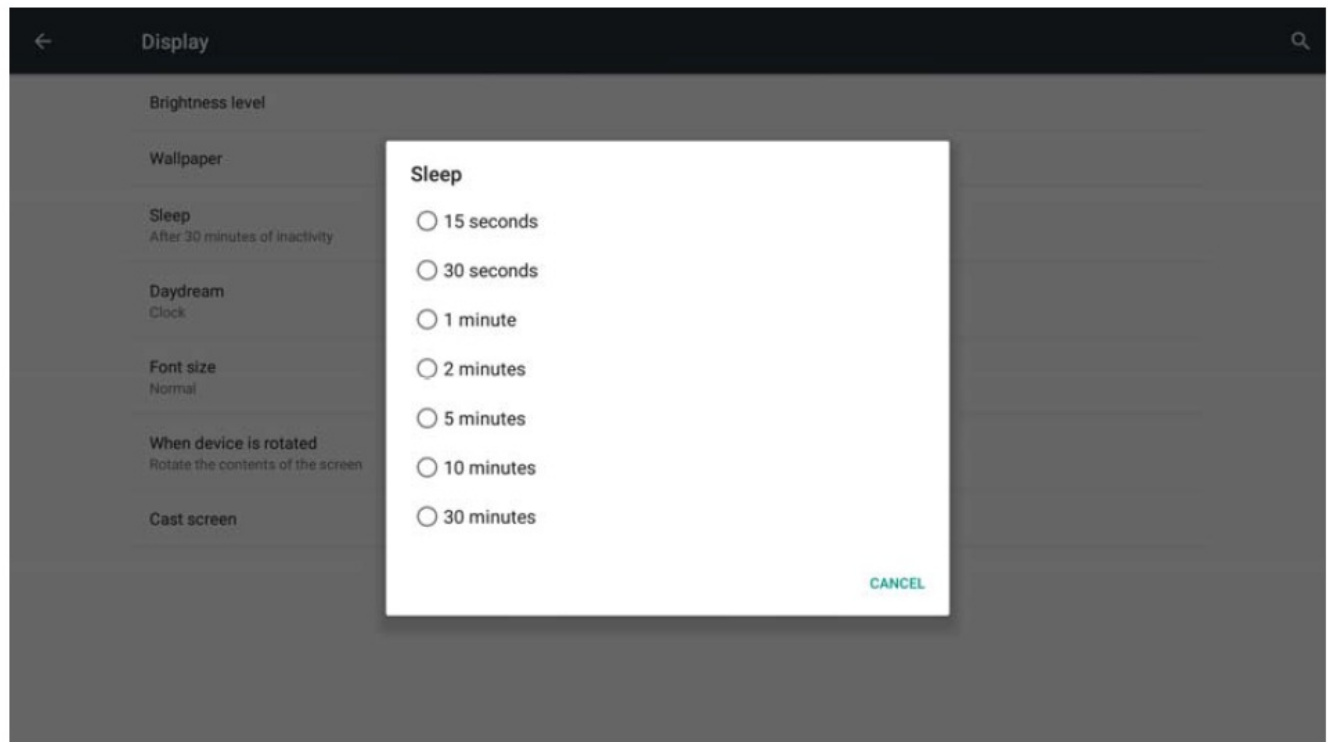 Display
Brightness level
Wallpaper
Sleep
After 30 minutes of inactivity
Daydream
Clock
Font size
Normal
When device is rotated
Rotate the contents of the screen
Cast screen
Sleep
15 seconds
30 seconds
1 minute
2 minutes
5 minutes
10 minutes
30 minutes
CANCEL